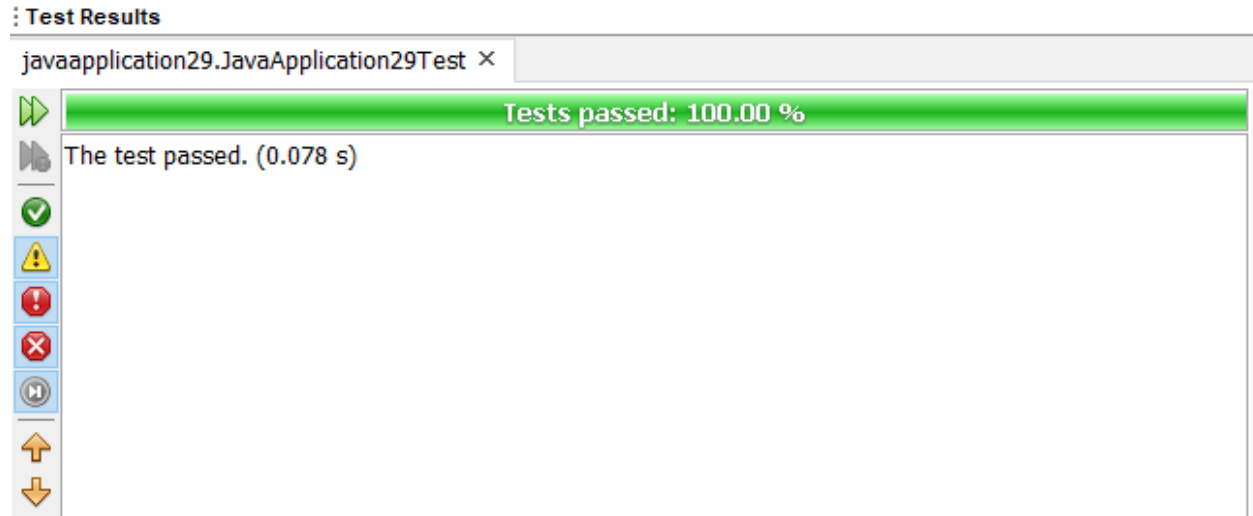 Test Results
javaapplication29.JavaApplication29Test ×
Tests passed: 100.00 %
The test passed. (0.078 s)